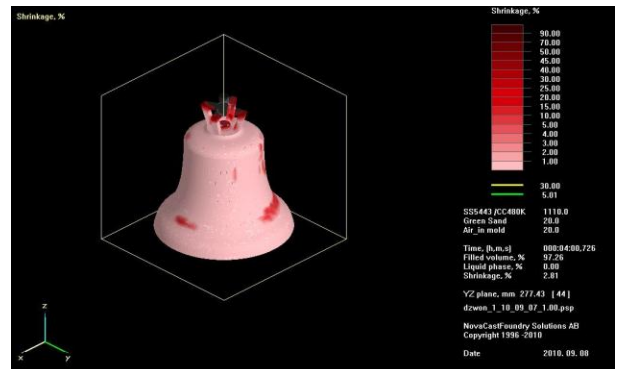 Shrinkage, %
Shrinkage, %
90.00
70.00
50.00
45.00
40.00
30.00
25.00
20.00
15.00
10.00
5.00
4.00
3.00
2.00
1.00
30.00
5.01
SS5443 /CC480K 1110.0
Green Sand 20.0
Air_in mold 20.0
Time, (h,m,s) 000:04:00,726
Filled volume, % 97.26
Liquid phase, % 0.00
Shrinkage, % 2.81
YZ plane, mm 277.43 [ 44 ]
dzwon_1_10_09_07_1.00.psp
NovaCastFoundry Solutions AB
Copyright 1996 -2010
Date 2010. 09. 08
Z
X Y